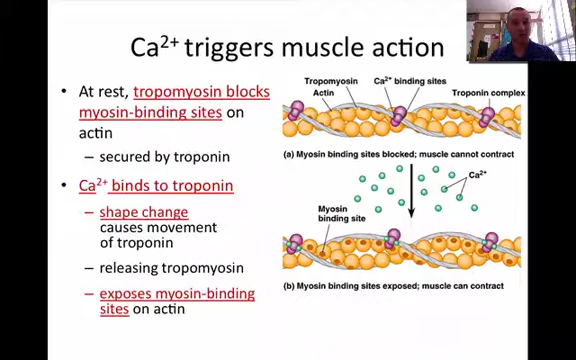 Ca2+ triggers muscle action
• At rest, tropomyosin blocks
myosin-binding sites on
actin
– secured by troponin
• Ca2+ binds to troponin
– shape change
causes movement
of troponin
– releasing tropomyosin
– exposes myosin-binding
sites on actin
Tropomyosin
Actin
Ca2+ binding sites
Troponin complex
(a) Myosin binding sites blocked; muscle cannot contract
Ca2+
Myosin
binding site
(b) Myosin binding sites exposed; muscle can contract